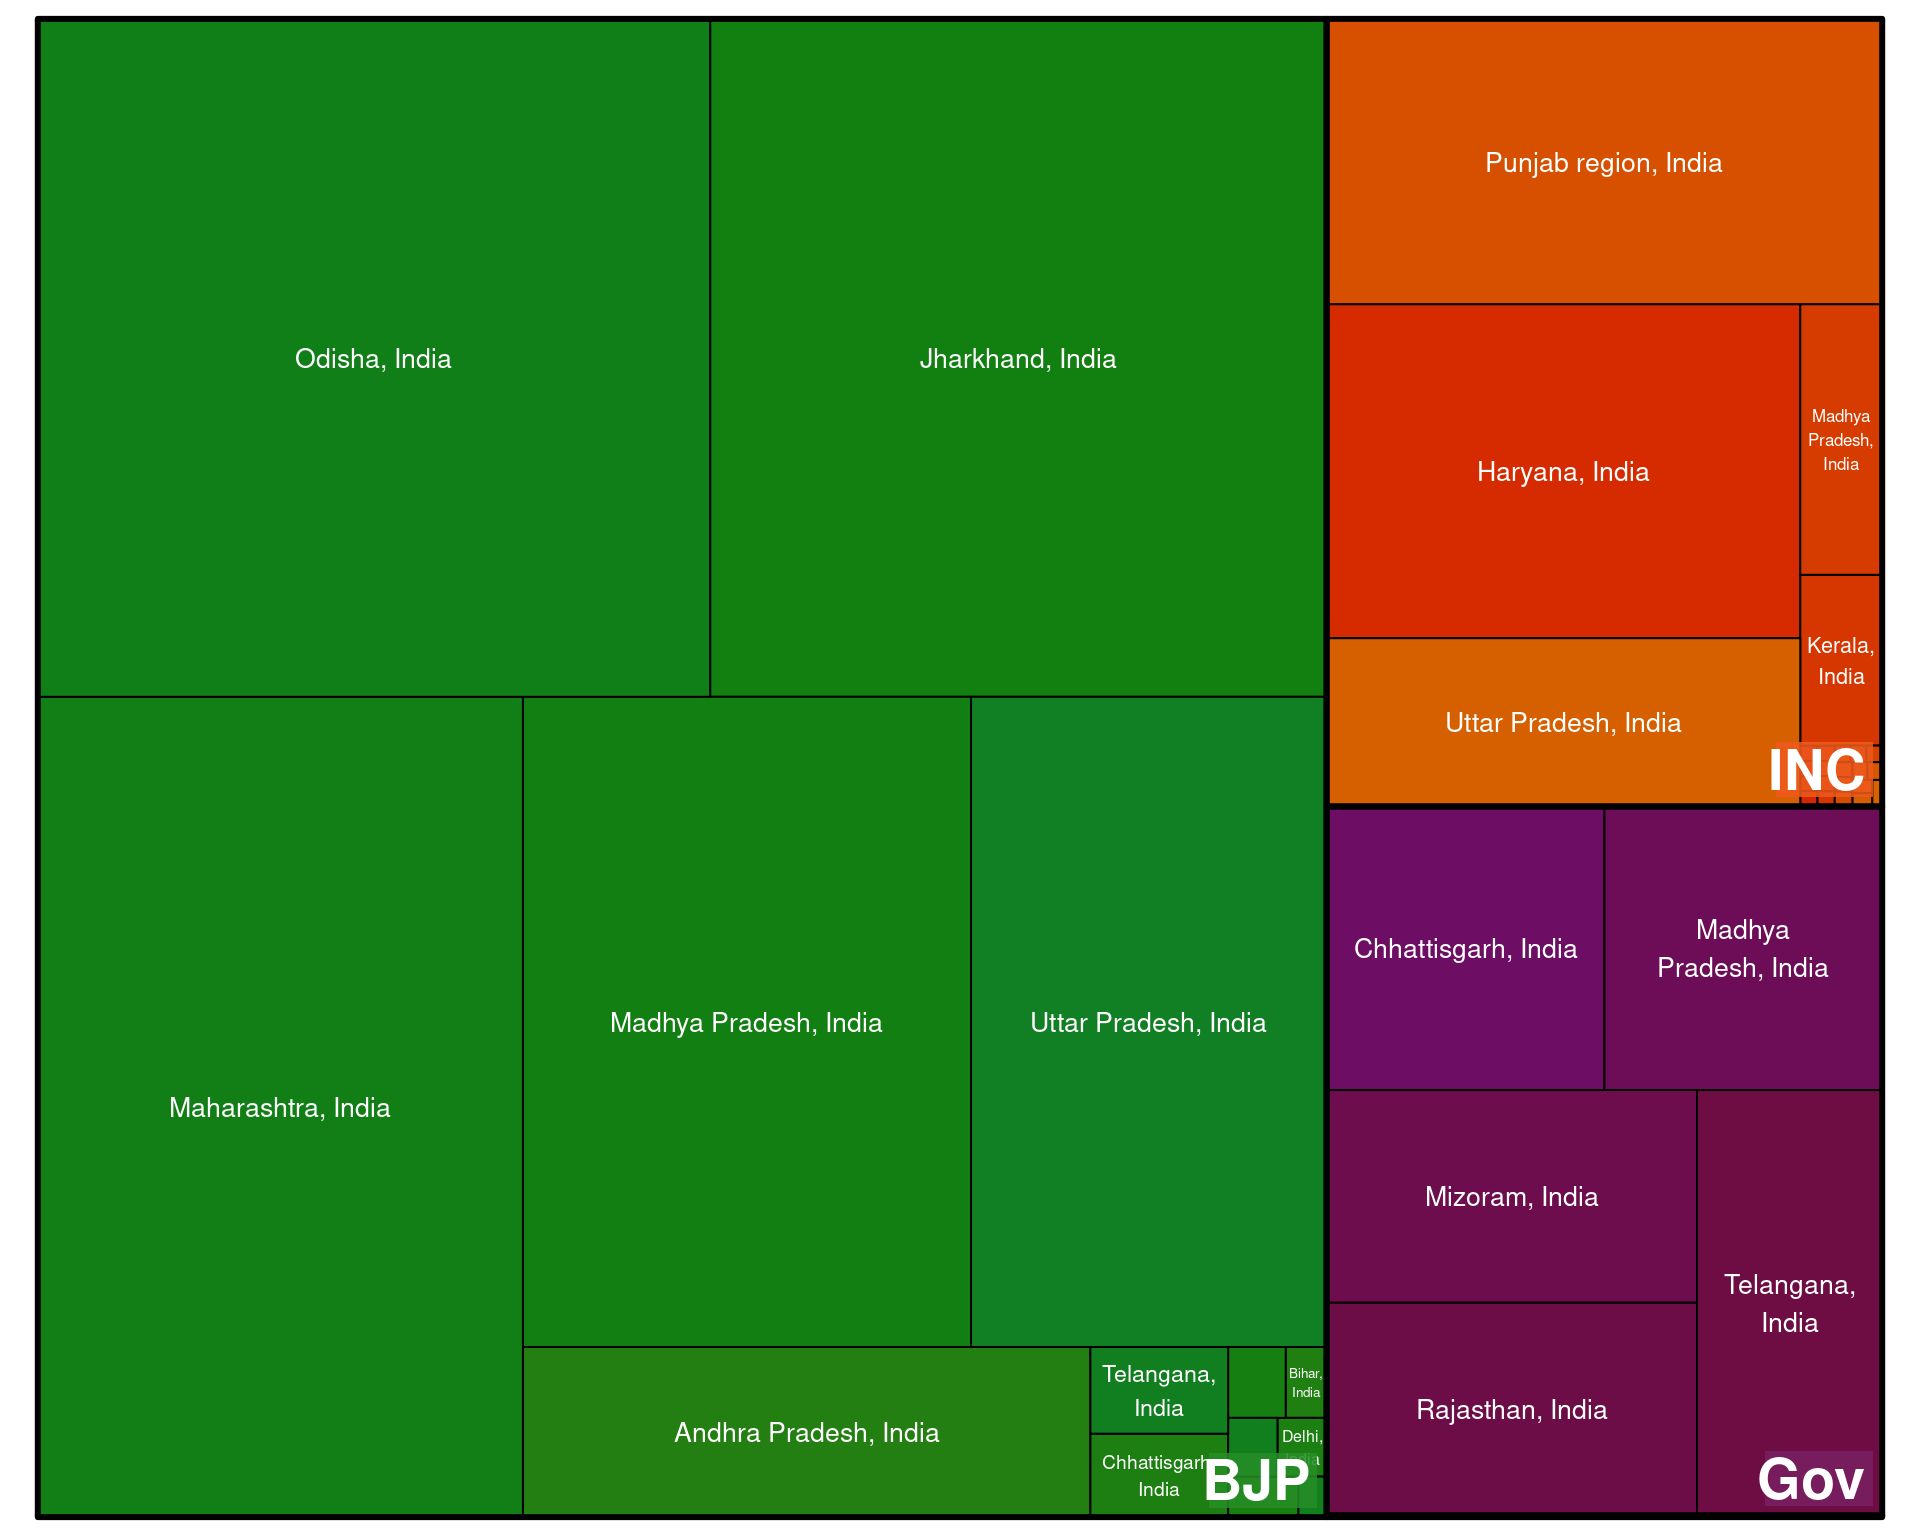 Odisha, India
Jharkhand, India
Maharashtra, India
Madhya Pradesh, India
Uttar Pradesh, India
Andhra Pradesh, India
Telangana,
India
Chhattisgarh
India
Bihar,
India
Delhi,
BJP
Punjab region, India
Haryana, India
Madhya
Pradesh,
India
Kerala,
India
Uttar Pradesh, India
INC
Chhattisgarh, India
Madhya
Pradesh, India
Mizoram, India
Telangana,
India
Rajasthan, India
Gov